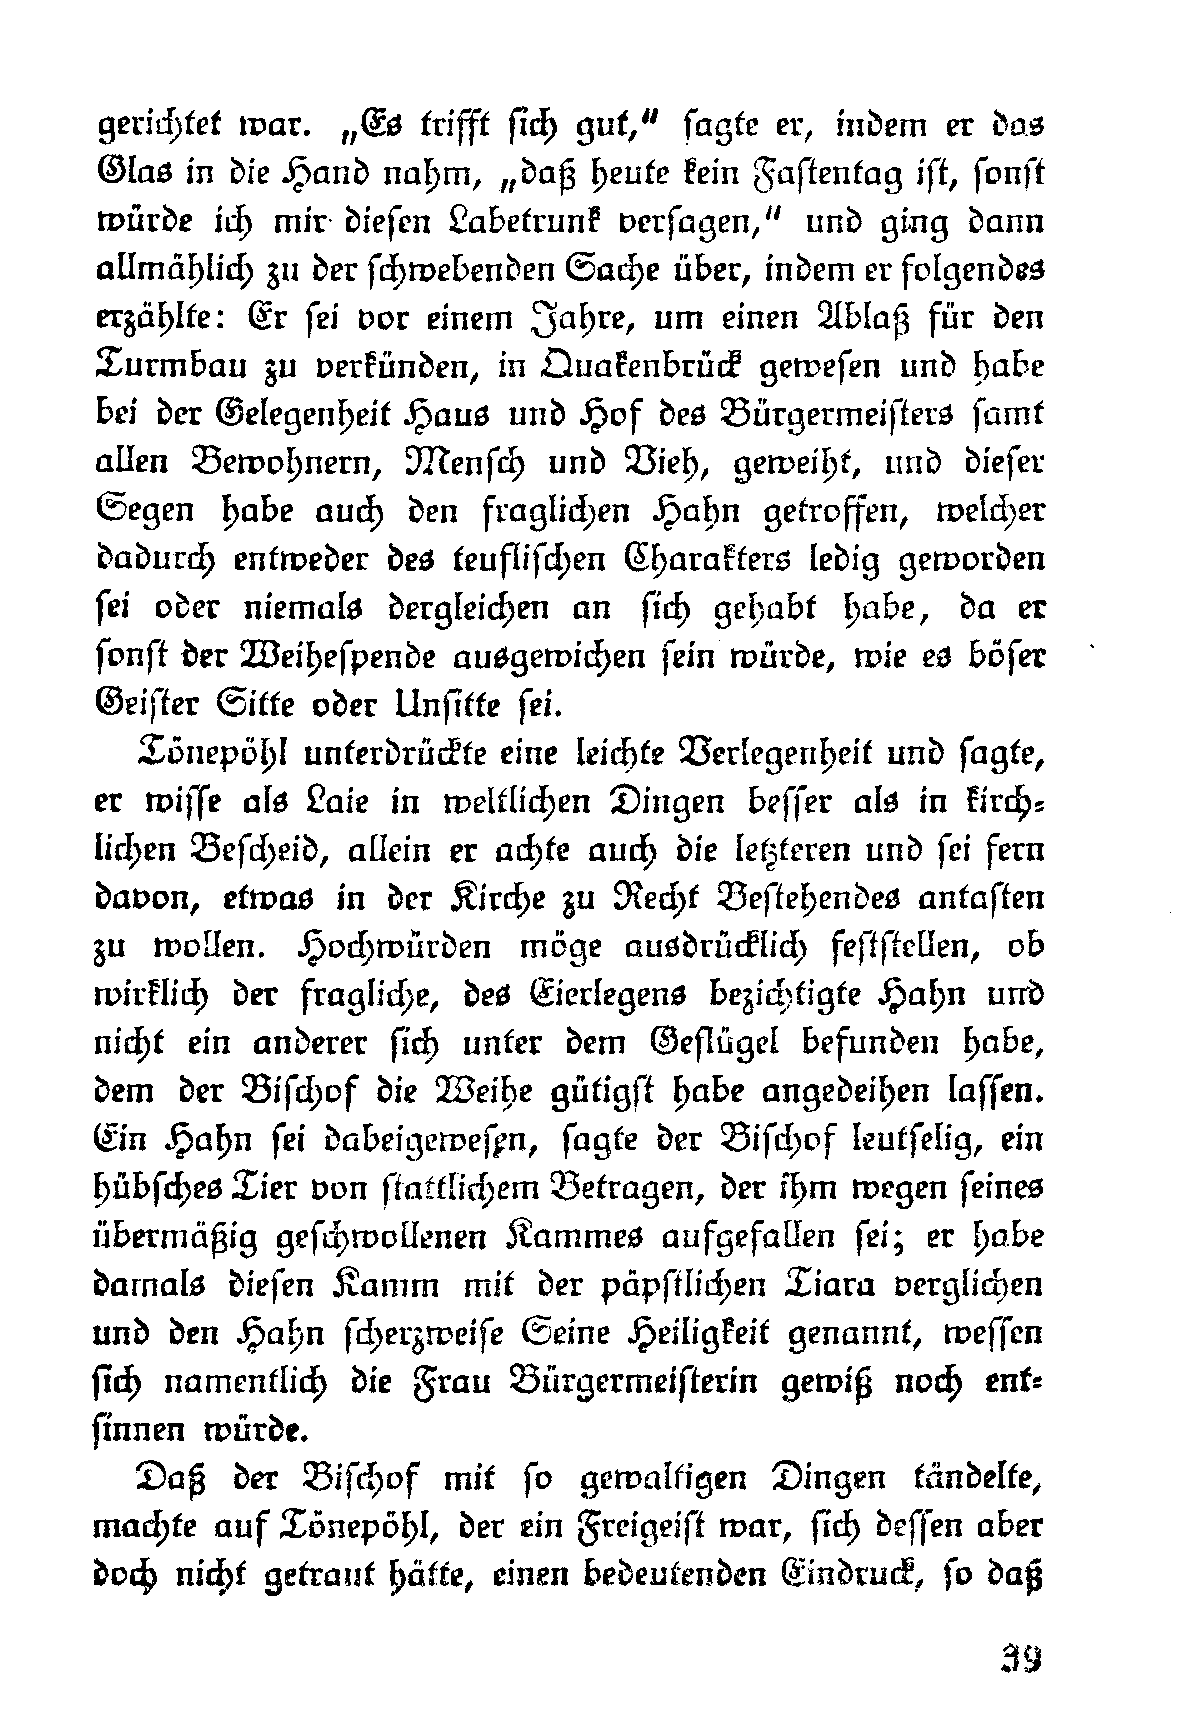 gerichtet war. „Es trifft sich gut,“ sagte er, indem er das
Glas in die Hand nahm, „daß heute kein Fastentag ist, sonst
würde ich mir diesen Labetrunk versagen,“ und ging dann
allmählich zu der schwebenden Sache über, indem er folgendes
erzählte: Er sei vor einem Jahre, um einen Ablaß für den
Turmbau zu verkünden, in Quakenbrück gewesen und habe
bei der Gelegenheit Haus und Hof des Bürgermeisters samt
allen Bewohnern, Mensch und Vieh, geweiht, und dieser
Segen habe auch den fraglichen Hahn getroffen, welcher
dadurch entweder des teuflischen Charakters ledig geworden
sei oder niemals dergleichen an sich gehabt habe, da er
sonst der Weihespende ausgewichen sein würde, wie es böser
Geister Sitte oder Unsitte sei.
Tönepöhl unterdrückte eine leichte Verlegenheit und sagte,
er wisse als Laie in weltlichen Dingen besser als in kirch-
lichen Bescheid, allein er achte auch die letzteren und sei fern
davon, etwas in der Kirche zu Recht Bestehendes antasten
zu wollen. Hochwürden möge ausdrücklich feststellen, ob
wirklich der fragliche, des Eierlegens bezichtigte Hahn und
nicht ein anderer sich unter dem Geflügel befunden habe,
dem der Bischof die Weihe gütigst habe angedeihen lassen.
Ein Hahn sei dabeigewesen, sagte der Bischof leutselig, ein
hübsches Tier von stattlichem Betragen, der ihm wegen seines
übermäßig geschwollenen Kammes aufgefallen sei; er habe
damals diesen Kamm mit der päpstlichen Tiara verglichen
und den Hahn scherzweise Seine Heiligkeit genannt, wessen
sich namentlich die Frau Bürgermeisterin gewiß noch ent-
sinnen würde.
Daß der Bischof mit so gewaltigen Dingen tändelte,
machte auf Tönepöhl, der ein Freigeist war, sich dessen aber
doch nicht getraut hätte, einen bedeutenden Eindruck, so daß
39